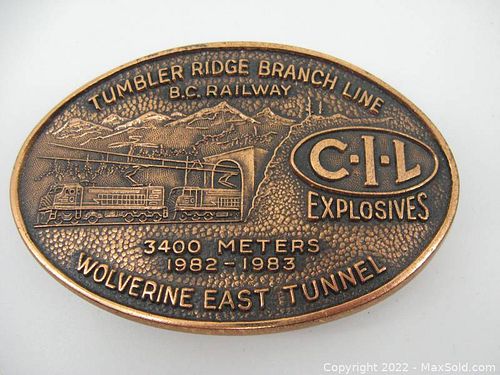 TUMBLER RIDGE BRANCH LINE
B.C. RAILWAY
C·I·L
EXPLOSIVES
3400 METERS
1982-1983
WOLVERINE EAST TUNNEL
Copyright 2022 - MaxSold.com